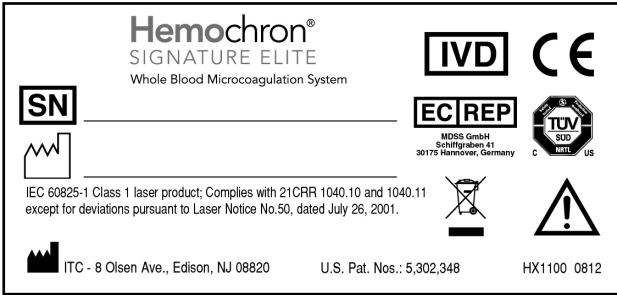 Hemochron®
SIGNATURE ELITE
Whole Blood Microcoagulation System
IVD
CE
SN
EC REP
MDSS GmbH
Schiffgraben 41
30175 Hannover, Germany
TÜV
SÜD
NRTL
C US
IEC 60825-1 Class 1 laser product; Complies with 21CRR 1040.10 and 1040.11
except for deviations pursuant to Laser Notice No.50, dated July 26, 2001.
ITC - 8 Olsen Ave., Edison, NJ 08820
U.S. Pat. Nos.: 5,302,348
HX1100 0812